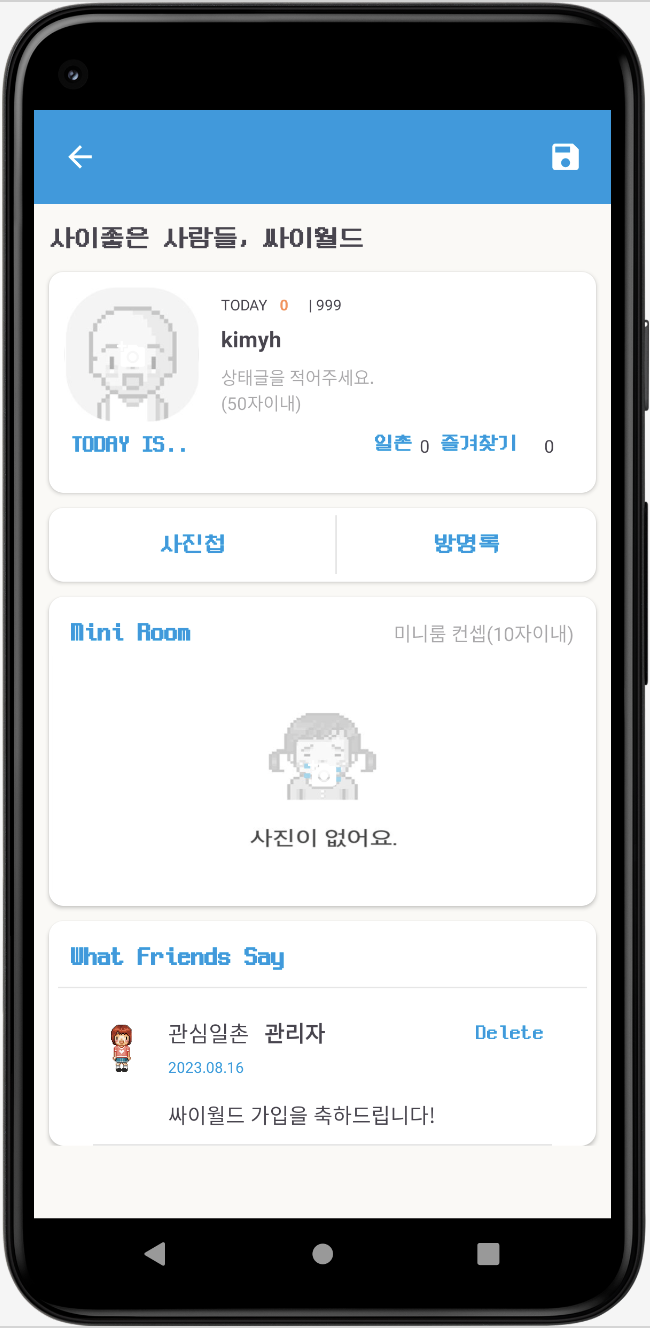 사이좋은 사람들, 싸이월드
TODAY 0 | 999
kimyh
상태글을 적어주세요.
(50자이내)
TODAY IS.. 일촌 0 즐겨찾기 0
사진첩 방명록
Mini Room 미니룸 컨셉(10자이내)
사진이 없어요.
What Friends Say
관심일촌 관리자 Delete
2023.08.16
싸이월드 가입을 축하드립니다!